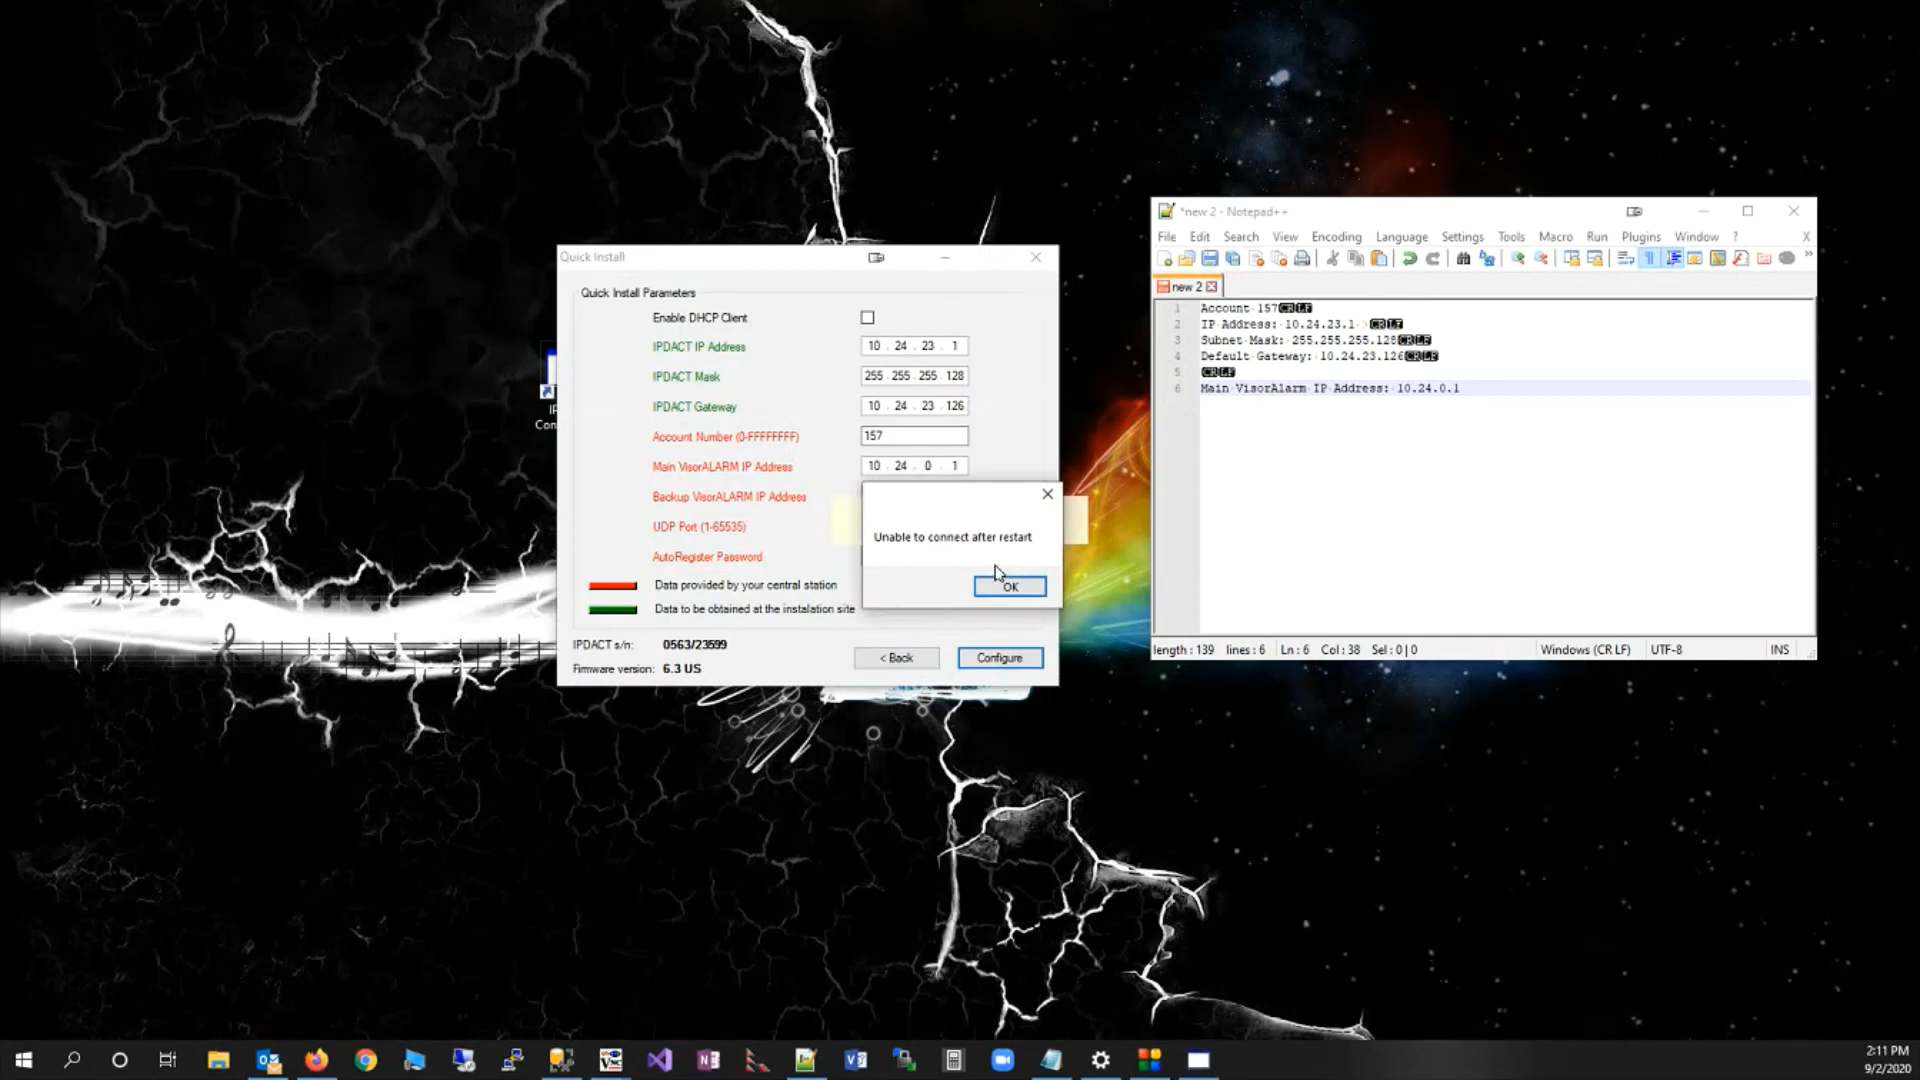 Quick Install
Quick Install Parameters
Enable DHCP Client
IPDACT IP Address
10 . 24 . 23 . 1
IPDACT Mask
255 . 255 . 255 . 128
IPDACT Gateway
10 . 24 . 23 . 126
Account Number (0-FFFFFFFF)
157
Main VisorALARM IP Address
10 . 24 . 0 . 1
Backup VisorALARM IP Address
UDP Port (1-65535)
AutoRegister Password
Data provided by your central station
Data to be obtained at the instalation site
IPDACT s/n: 0563/23599
Firmware version: 6.3 US
< Back
Configure
Unable to connect after restart
OK
IP
Con
*new 2 - Notepad++
File Edit Search View Encoding Language Settings Tools Macro Run Plugins Window ? X
new 2
1 Account 157CRLF
2 IP Address: 10.24.23.1 CRLF
3 Subnet Mask: 255.255.255.128CRLF
4 Default Gateway: 10.24.23.126CRLF
5 CRLF
6 Main VisorAlarm IP Address: 10.24.0.1
length : 139 lines : 6 Ln : 6 Col : 38 Sel : 0 | 0 Windows (CR LF) UTF-8 INS
2:11 PM
9/2/2020